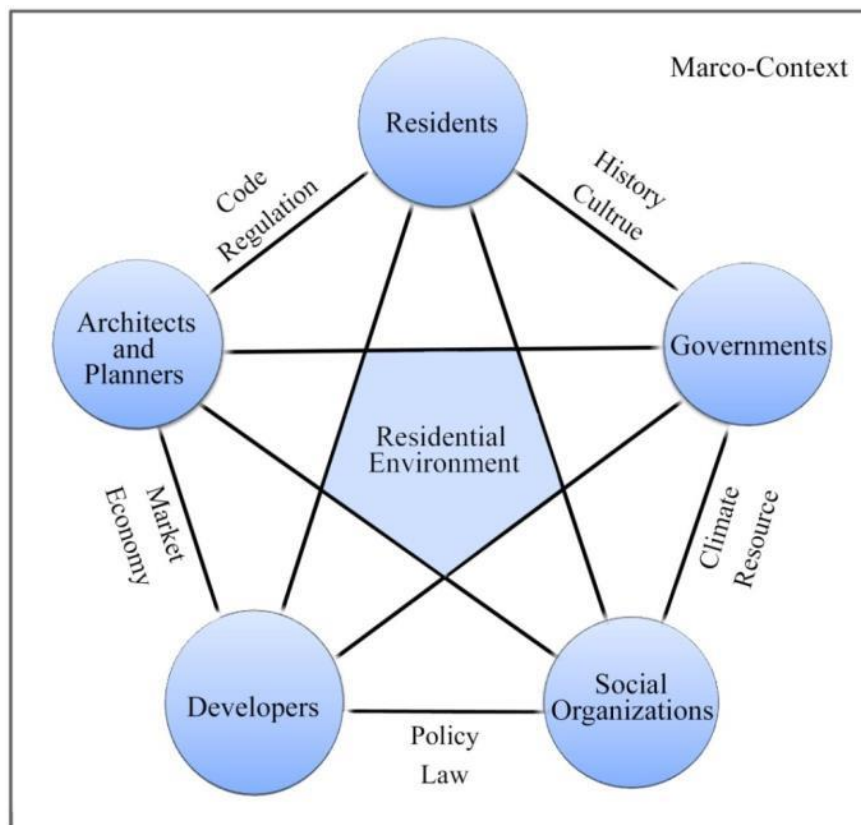 Marco-Context
Residents
Code
Regulation
History
Cultrue
Architects
and
Planners
Governments
Residential
Environment
Market
Economy
Climate
Resource
Developers
Social
Organizations
Policy
Law